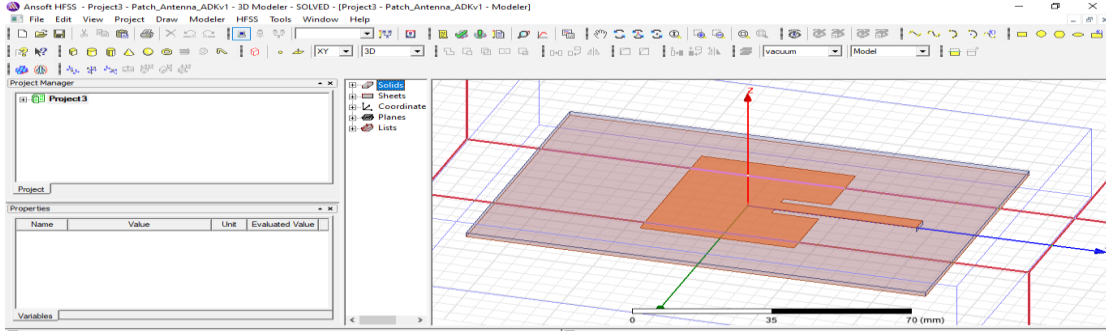 Ansoft HFSS - Project3 - Patch_Antenna_ADKv1 - 3D Modeler - SOLVED - [Project3 - Patch_Antenna_ADKv1 - Modeler]
File Edit View Project Draw Modeler HFSS Tools Window Help
XY 3D vacuum Model
Project Manager
Project3
Project
Solids
Sheets
Coordinate
Planes
Lists
Properties
Name Value Unit Evaluated Value
Variables
Z
0 35 70 (mm)